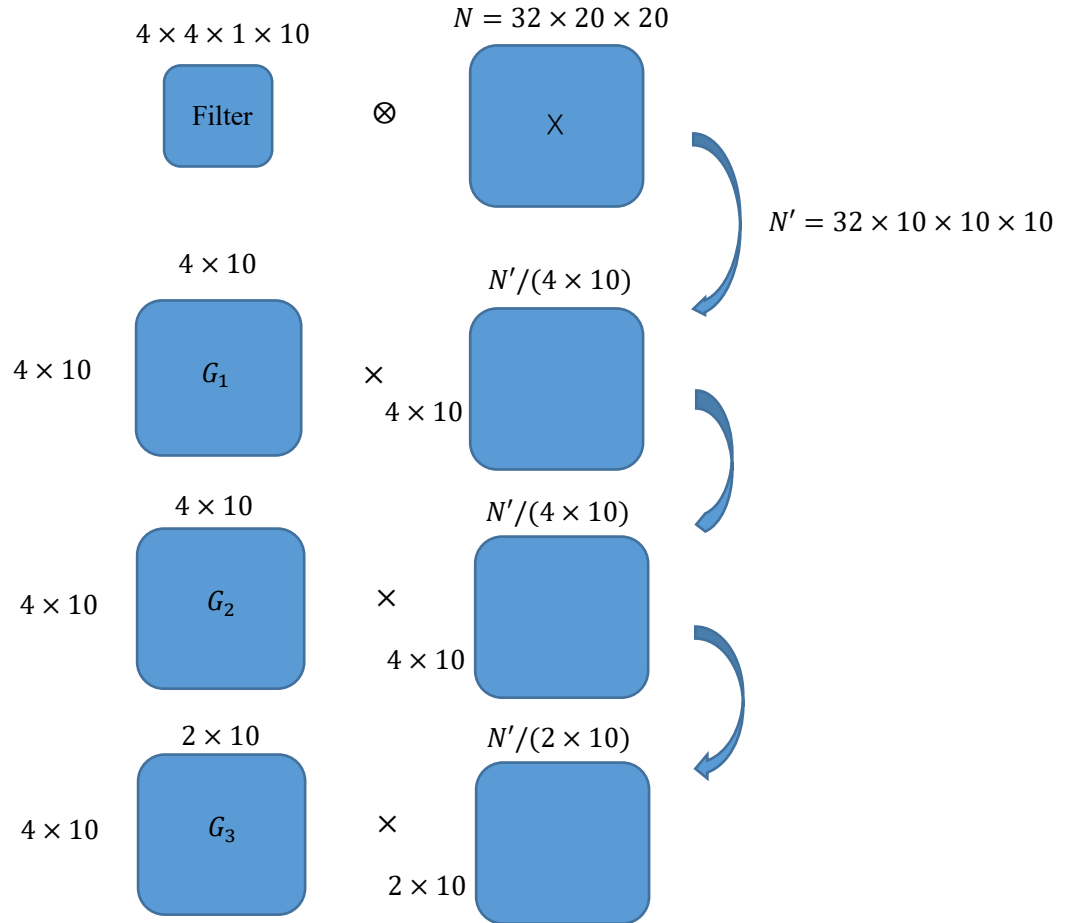 4 × 4 × 1 × 10
N = 32 × 20 × 20
Filter
⊗
X
N′ = 32 × 10 × 10 × 10
4 × 10
N′/(4 × 10)
4 × 10
G₁
×
4 × 10
4 × 10
N′/(4 × 10)
4 × 10
G₂
×
4 × 10
2 × 10
N′/(2 × 10)
4 × 10
G₃
×
2 × 10